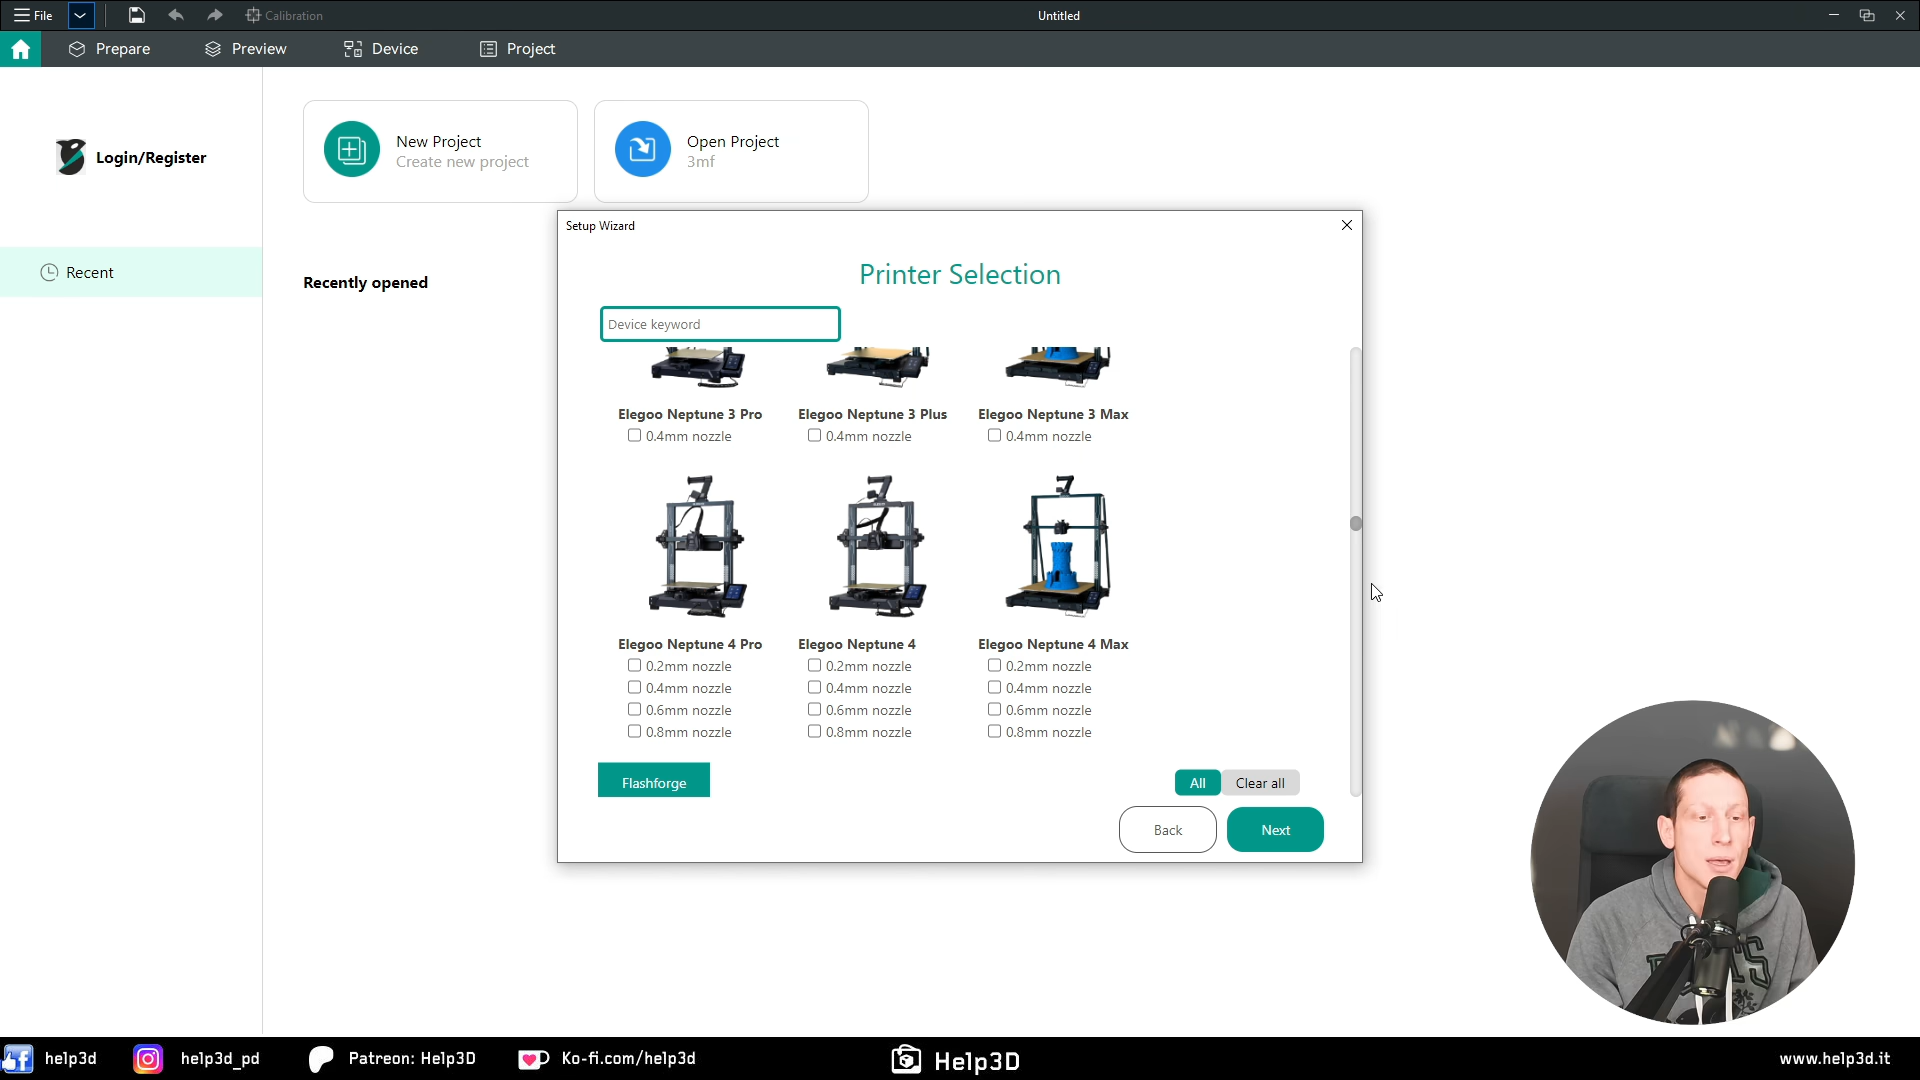 File
Calibration
Untitled
Prepare
Preview
Device
Project
Login/Register
New Project
Create new project
Open Project
3mf
Recent
Recently opened
Setup Wizard
Printer Selection
Device keyword
Elegoo Neptune 3 Pro
0.4mm nozzle
Elegoo Neptune 3 Plus
0.4mm nozzle
Elegoo Neptune 3 Max
0.4mm nozzle
Elegoo Neptune 4 Pro
0.2mm nozzle
0.4mm nozzle
0.6mm nozzle
0.8mm nozzle
Elegoo Neptune 4
0.2mm nozzle
0.4mm nozzle
0.6mm nozzle
0.8mm nozzle
Elegoo Neptune 4 Max
0.2mm nozzle
0.4mm nozzle
0.6mm nozzle
0.8mm nozzle
Flashforge
All
Clear all
Back
Next
help3d
help3d_pd
Patreon: Help3D
Ko-fi.com/help3d
Help3D
www.help3d.it